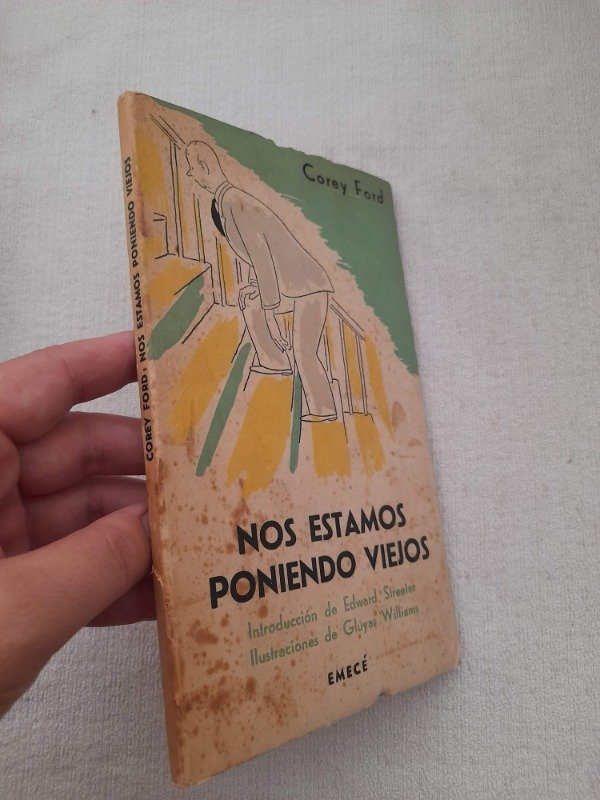 COREY FORD: NOS ESTAMOS PONIENDO VIEJOS
Corey Ford
NOS ESTAMOS
PONIENDO VIEJOS
Introducción de Edward Streeter
Ilustraciones de Gluyas Williams
EMECÉ